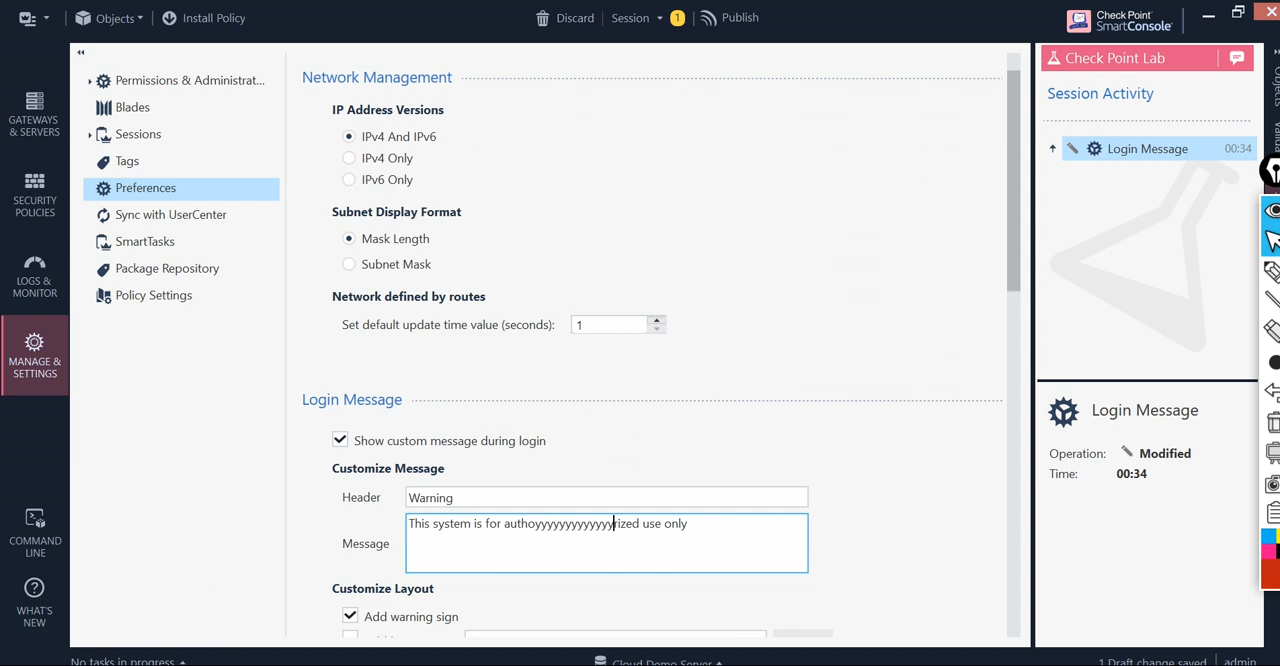 Objects
Install Policy
Discard
Session
1
Publish
Check Point
SmartConsole
GATEWAYS
& SERVERS
SECURITY
POLICIES
LOGS &
MONITOR
MANAGE &
SETTINGS
COMMAND
LINE
WHAT'S
NEW
Permissions & Administrat...
Blades
Sessions
Tags
Preferences
Sync with UserCenter
SmartTasks
Package Repository
Policy Settings
Network Management
IP Address Versions
IPv4 And IPv6
IPv4 Only
IPv6 Only
Subnet Display Format
Mask Length
Subnet Mask
Network defined by routes
Set default update time value (seconds): 1
Login Message
Show custom message during login
Customize Message
Header Warning
Message This system is for authoyyyyyyyyyyyyyrized use only
Customize Layout
Add warning sign
Check Point Lab
Session Activity
Login Message 00:34
Login Message
Operation: Modified
Time: 00:34
Objects
No tasks in progress
Cloud Demo Server
1 Draft change saved
admin